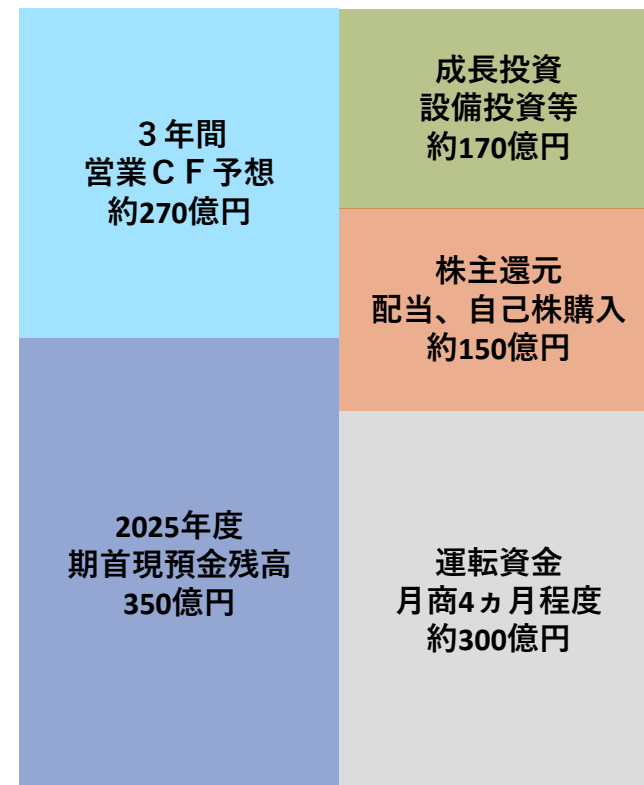 ３年間
営業ＣＦ予想
約270億円
2025年度
期首現預金残高
350億円
成長投資
設備投資等
約170億円
株主還元
配当、自己株購入
約150億円
運転資金
月商4ヵ月程度
約300億円